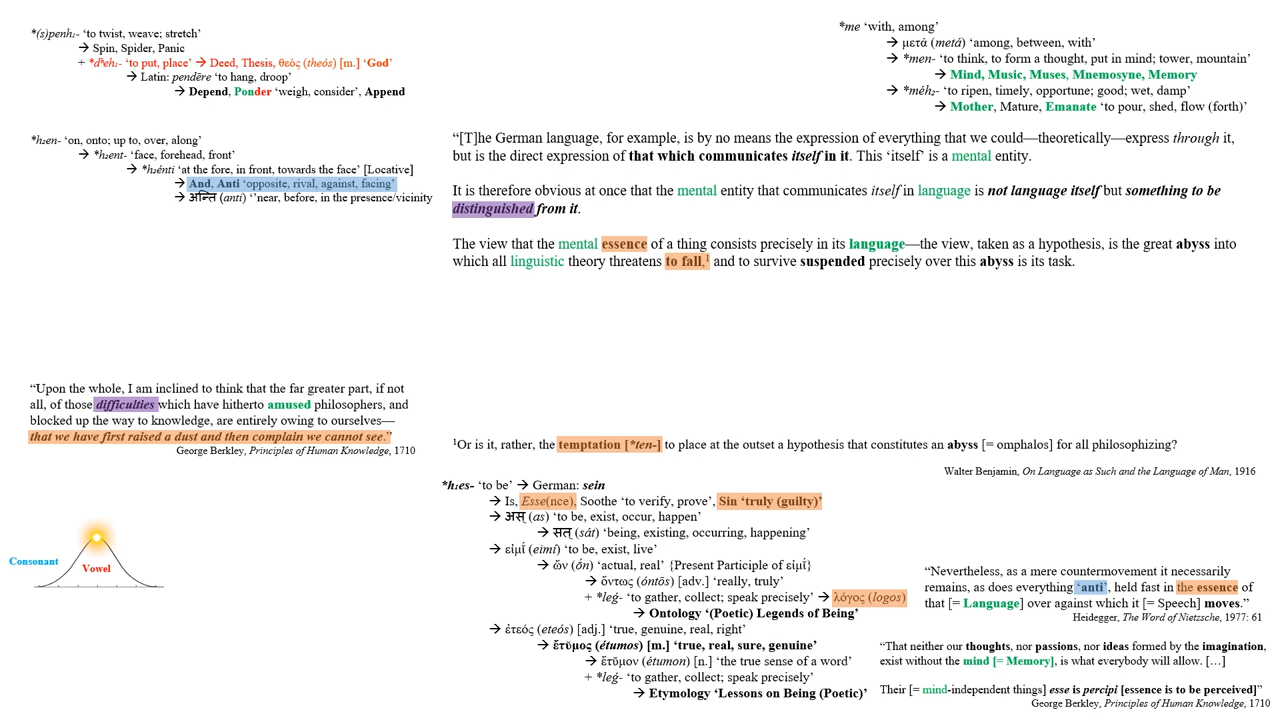 *(s)penh₁- ‘to twist, weave; stretch’
→ Spin, Spider, Panic
+ *dʰeh₁- ‘to put, place’ → Deed, Thesis, θεός (theós) [m.] ‘God’
→ Latin: pendēre ‘to hang, droop’
→ Depend, Ponder ‘weigh, consider’, Append
*h₂en- ‘on, onto; up to, over, along’
→ *h₂ent- ‘face, forehead, front’
→ *h₂énti ‘at the fore, in front, towards the face’ [Locative]
→ And, Anti ‘opposite, rival, against, facing’
→ अन्ति (anti) ‘’near, before, in the presence/vicinity
*me ‘with, among’
→ μετά (metá) ‘among, between, with’
→ *men- ‘to think, to form a thought, put in mind; tower, mountain’
→ Mind, Music, Muses, Mnemosyne, Memory
→ *méh₂- ‘to ripen, timely, opportune; good; wet, damp’
→ Mother, Mature, Emanate ‘to pour, shed, flow (forth)’
“[T]he German language, for example, is by no means the expression of everything that we could—theoretically—express through it,
but is the direct expression of that which communicates itself in it. This ‘itself’ is a mental entity.
It is therefore obvious at once that the mental entity that communicates itself in language is not language itself but something to be
distinguished from it.
The view that the mental essence of a thing consists precisely in its language—the view, taken as a hypothesis, is the great abyss into
which all linguistic theory threatens to fall,¹ and to survive suspended precisely over this abyss is its task.
“Upon the whole, I am inclined to think that the far greater part, if not
all, of those difficulties which have hitherto amused philosophers, and
blocked up the way to knowledge, are entirely owing to ourselves—
that we have first raised a dust and then complain we cannot see.”
George Berkley, Principles of Human Knowledge, 1710
¹Or is it, rather, the temptation [*ten-] to place at the outset a hypothesis that constitutes an abyss [= omphalos] for all philosophizing?
Walter Benjamin, On Language as Such and the Language of Man, 1916
Consonant
Vowel
*h₁es- ‘to be’ → German: sein
→ Is, Esse(nce), Soothe ‘to verify, prove’, Sin ‘truly (guilty)’
→ अस् (as) ‘to be, exist, occur, happen’
→ सत् (sát) ‘being, existing, occurring, happening’
→ εἰμῐ́ (eimí) ‘to be, exist, live’
→ ὤν (ṓn) ‘actual, real’ {Present Participle of εἰμῐ́}
→ ὄντος (óntōs) [adv.] ‘really, truly’
+ *leǵ- ‘to gather, collect; speak precisely’ → λόγος (logos)
→ Ontology ‘(Poetic) Legends of Being’
→ ἐτεός (eteós) [adj.] ‘true, genuine, real, right’
→ ἔτῠμος (étumos) [m.] ‘true, real, sure, genuine’
→ ἔτῠμον (étumon) [n.] ‘the true sense of a word’
+ *leǵ- ‘to gather, collect; speak precisely’
→ Etymology ‘Lessons on Being (Poetic)’
“Nevertheless, as a mere countermovement it necessarily
remains, as does everything ‘anti’, held fast in the essence of
that [= Language] over against which it [= Speech] moves.”
Heidegger, The Word of Nietzsche, 1977: 61
“That neither our thoughts, nor passions, nor ideas formed by the imagination,
exist without the mind [= Memory], is what everybody will allow. […]
Their [= mind-independent things] esse is percipi [essence is to be perceived]”
George Berkley, Principles of Human Knowledge, 1710